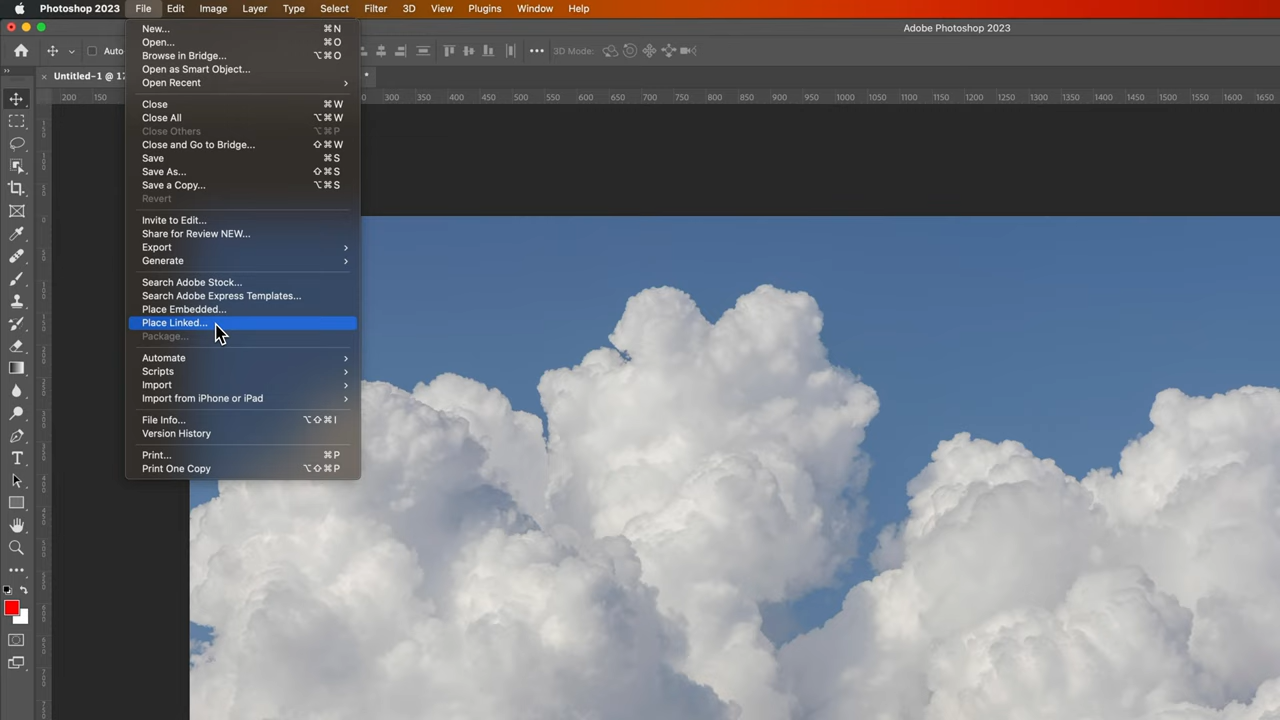 Photoshop 2023 File Edit Image Layer Type Select Filter 3D View Plugins Window Help
Adobe Photoshop 2023
Auto
3D Mode:
× Untitled-1 @ 17
200 150 300 350 400 450 500 550 600 650 700 750 800 850 900 950 1000 1050 1100 1150 1200 1250 1300 1350 1400 1450 1500 1550 1600 1650
New... ⌘N
Open... ⌘O
Browse in Bridge... ⌥⌘O
Open as Smart Object...
Open Recent >
Close ⌘W
Close All ⌥⌘W
Close Others ⌥⌘P
Close and Go to Bridge... ⇧⌘W
Save ⌘S
Save As... ⇧⌘S
Save a Copy... ⌥⌘S
Revert
Invite to Edit...
Share for Review NEW...
Export >
Generate >
Search Adobe Stock...
Search Adobe Express Templates...
Place Embedded...
Place Linked...
Package...
Automate >
Scripts >
Import >
Import from iPhone or iPad >
File Info... ⌥⇧⌘I
Version History
Print... ⌘P
Print One Copy ⌥⇧⌘P